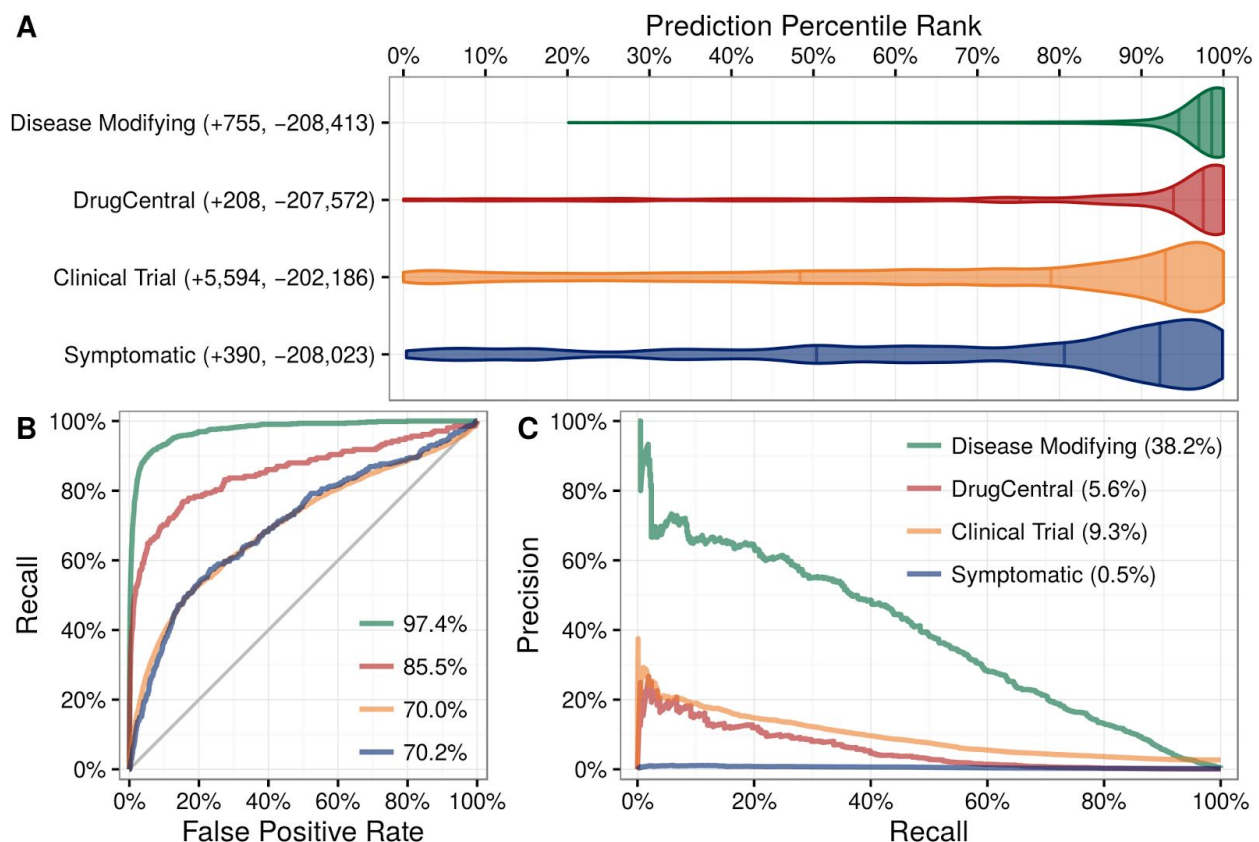 A
Prediction Percentile Rank
0% 10% 20% 30% 40% 50% 60% 70% 80% 90% 100%
Disease Modifying (+755, −208,413)
DrugCentral (+208, −207,572)
Clinical Trial (+5,594, −202,186)
Symptomatic (+390, −208,023)
B
Recall
100%
80%
60%
40%
20%
0%
97.4%
85.5%
70.0%
70.2%
0% 20% 40% 60% 80% 100%
False Positive Rate
C
Precision
100%
80%
60%
40%
20%
0%
Disease Modifying (38.2%)
DrugCentral (5.6%)
Clinical Trial (9.3%)
Symptomatic (0.5%)
0% 20% 40% 60% 80% 100%
Recall